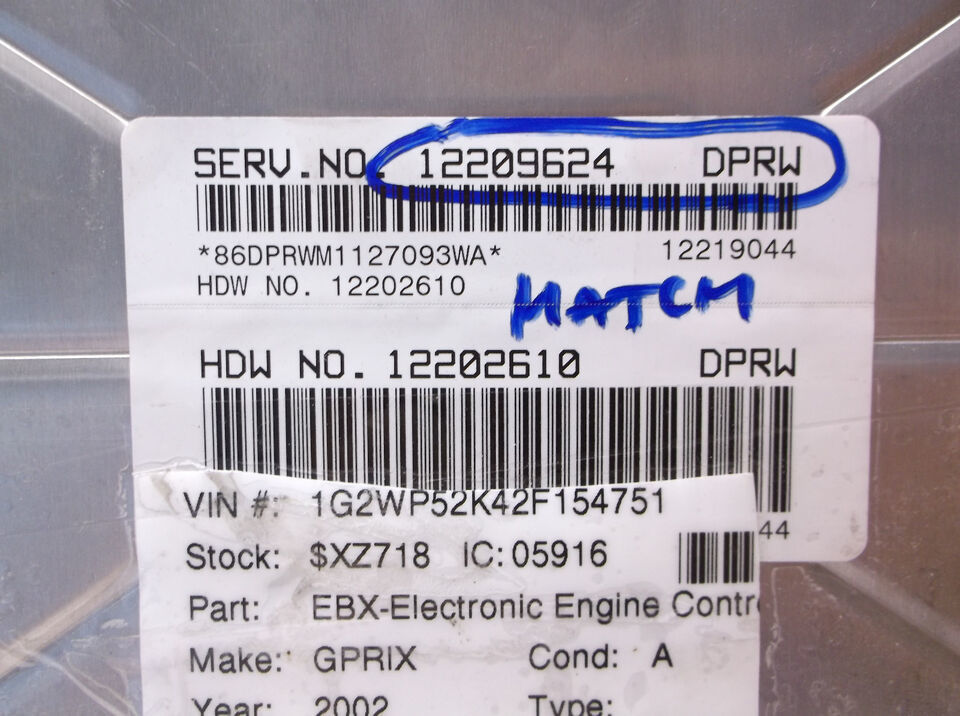 SERV.NO. 12209624 DPRW
*86DPRWM1127093WA* 12219044
HDW NO. 12202610
MATCH
HDW NO. 12202610 DPRW
44
VIN #: 1G2WP52K42F154751
Stock: $XZ718 IC: 05916
Part: EBX-Electronic Engine Contr
Make: GPRIX Cond: A
Year: 2002 Type: